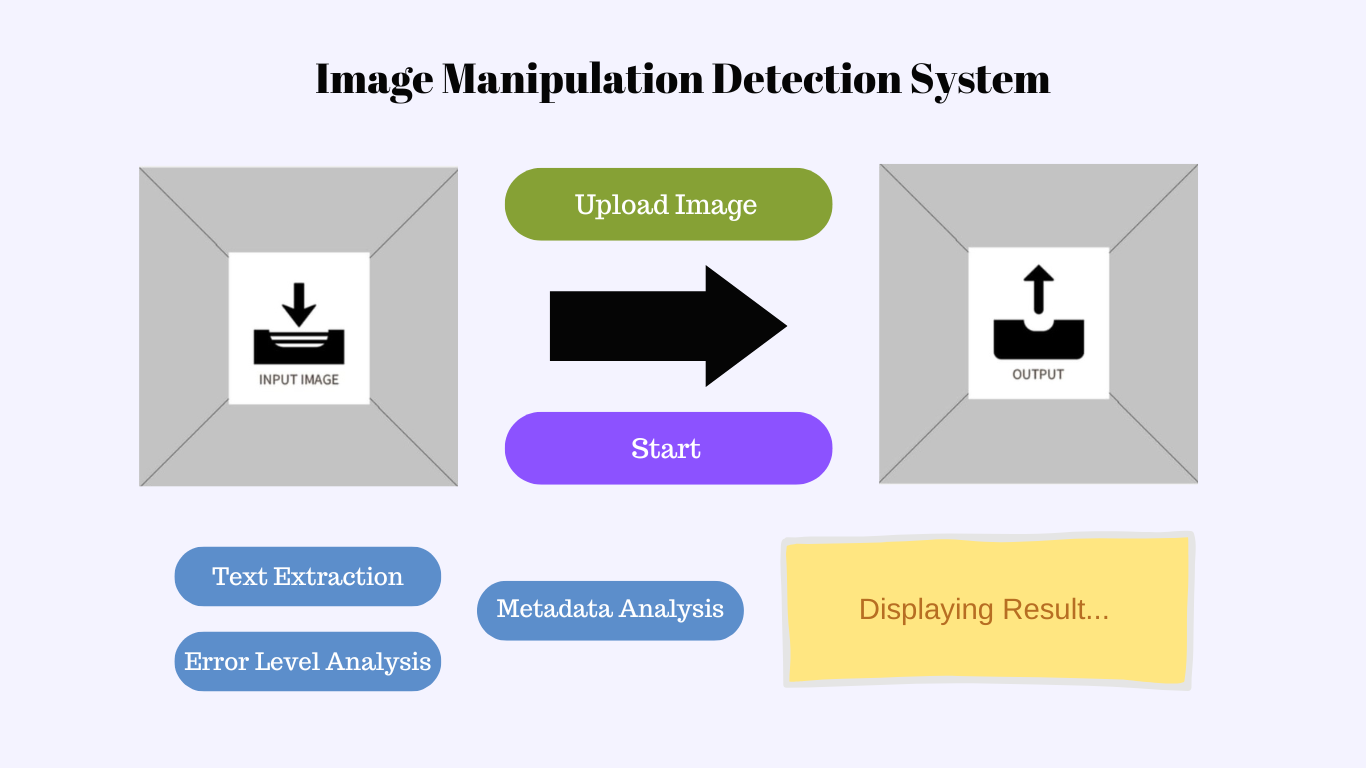 Image Manipulation Detection System
Upload Image
INPUT IMAGE
OUTPUT
Start
Text Extraction
Error Level Analysis
Metadata Analysis
Displaying Result...